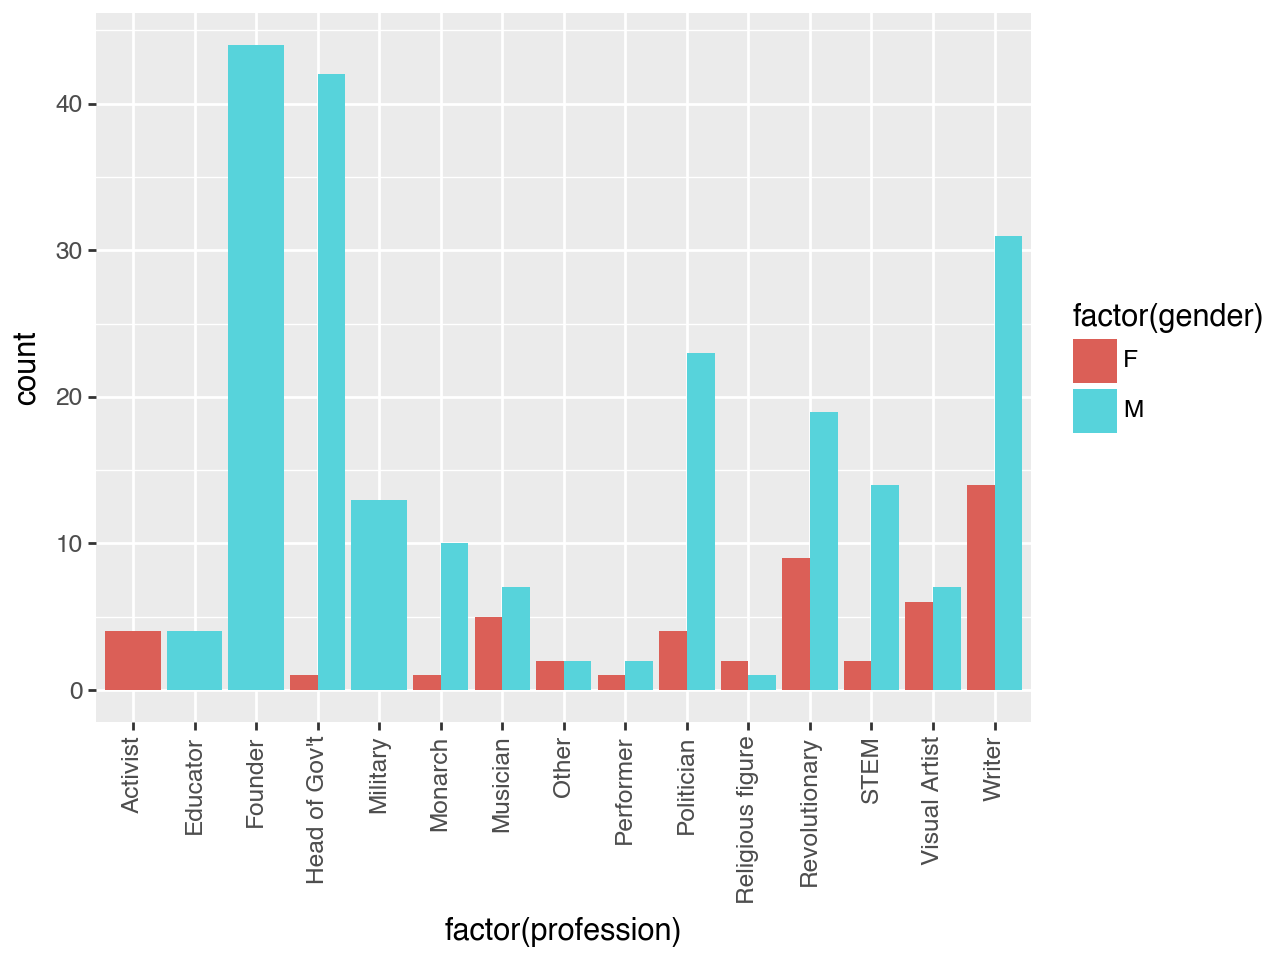 count
40
30
20
10
0
Activist
Educator
Founder
Head of Gov't
Military
Monarch
Musician
Other
Performer
Politician
Religious figure
Revolutionary
STEM
Visual Artist
Writer
factor(profession)
factor(gender)
F
M